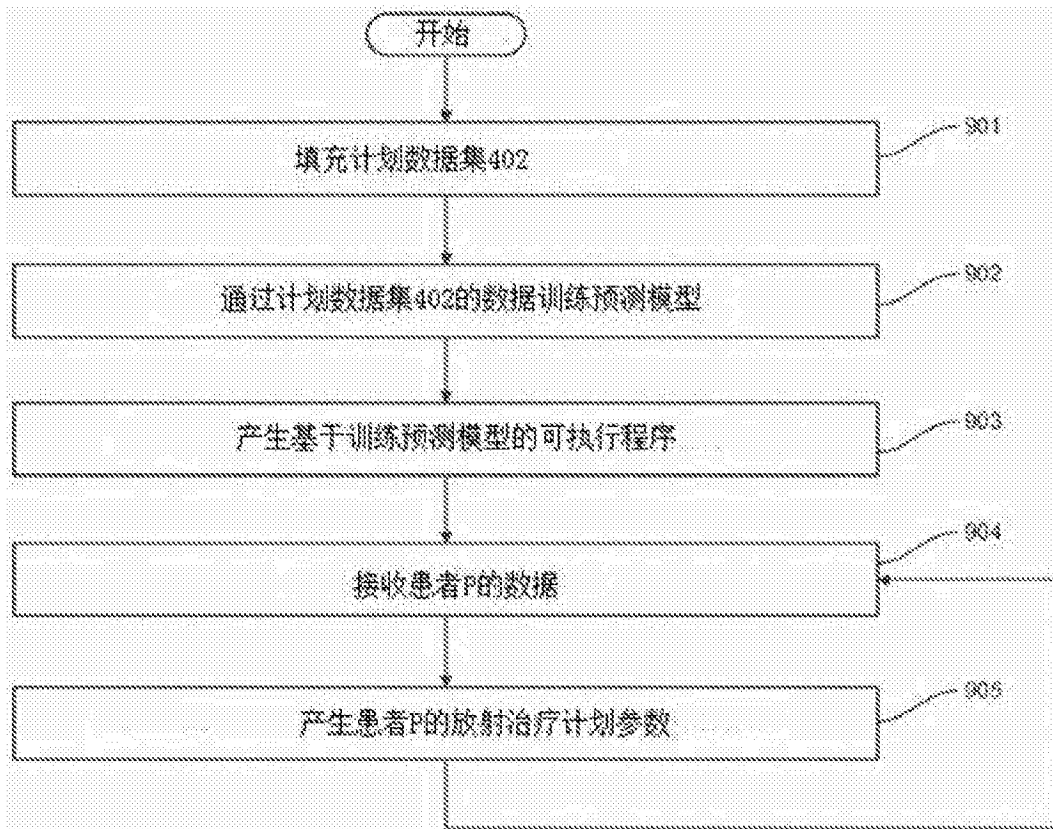 开始
填充计划数据集402
901
通过计划数据集402的数据训练预测模型
902
产生基于训练预测模型的可执行程序
903
接收患者P的数据
904
产生患者P的放射治疗计划参数
905